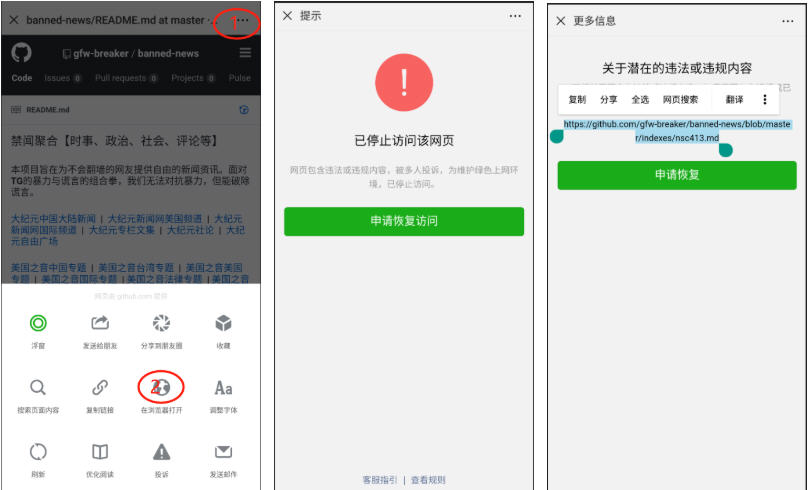 banned-news/README.md at master ·
1
gfw-breaker / banned-news
Code Issues 0 Pull requests 0 Projects 0 Pulse
README.md
禁闻聚合【时事、政治、社会、评论等】
本项目旨在为不会翻墙的网友提供自由的新闻资讯。面对
TG的暴力与谎言的组合拳，我们无法对抗暴力，但能破除
谎言。
大纪元中国大陆新闻 | 大纪元新闻网美国频道 | 大纪元
新闻网国际频道 | 大纪元专栏文集 | 大纪元社论 | 大纪
元自由广场
美国之音中国专题 | 美国之音台湾专题 | 美国之音美国
专题 | 美国之音国际专题 | 美国之音法律专题 | 美国之音
网页由 github.com 提供
浮窗 发送给朋友 分享到朋友圈 收藏
2
搜索页面内容 复制链接 在浏览器打开 调整字体
Aa
刷新 优化阅读 投诉 发送邮件
提示
已停止访问该网页
网页包含违法或违规内容，被多人投诉，为维护绿色上网环
境，已停止访问。
申请恢复访问
客服指引 | 查看规则
更多信息
关于潜在的违法或违规内容
复制 分享 全选 网页搜索 翻译
https://github.com/gfw-breaker/banned-news/blob/maste
r/indexes/nsc413.md
申请恢复